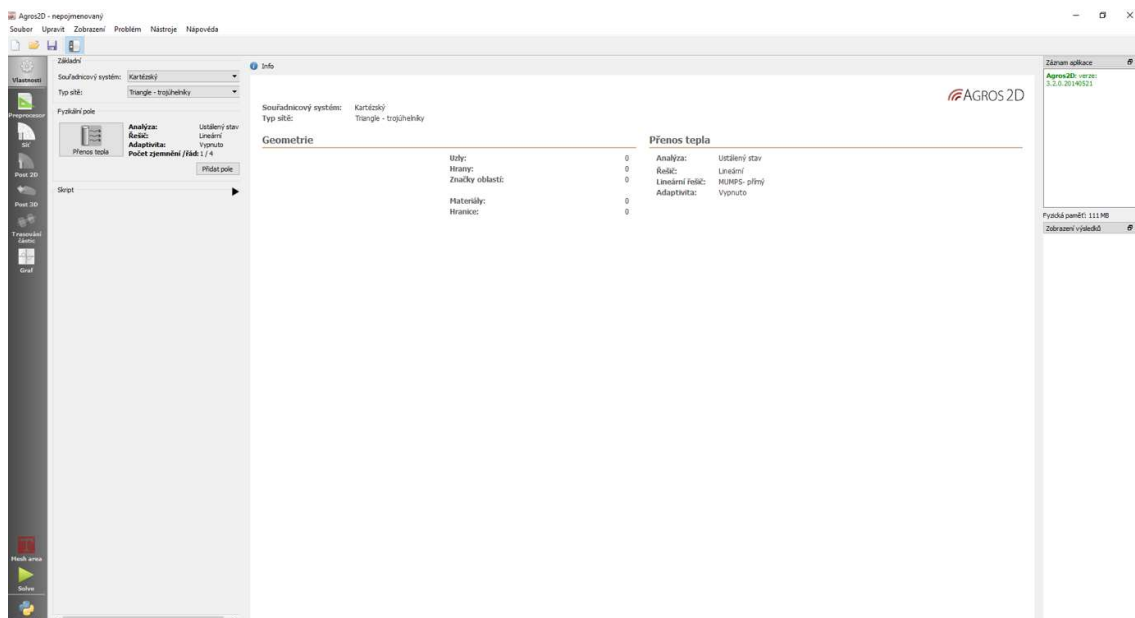 Agros2D - nepojmenovaný
Soubor Upravit Zobrazení Problém Nástroje Nápověda
Vlastnosti
Preprocesor
Síť
Post 2D
Post 3D
Trasování
částic
Graf
Mesh area
Solve
Základní
Souřadnicový systém: Kartézský
Typ sítě: Triangle - trojúhelníky
Fyzikální pole
Přenos tepla
Analýza: Ustálený stav
Řešič: Lineární
Adaptivita: Vypnuto
Počet zjemnění /řád: 1 / 4
Přidat pole
Skript
Info
AGROS 2D
Souřadnicový systém: Kartézský
Typ sítě: Triangle - trojúhelníky
Geometrie
Uzly: 0
Hrany: 0
Značky oblastí: 0
Materiály: 0
Hranice: 0
Přenos tepla
Analýza: Ustálený stav
Řešič: Lineární
Lineární řešič: MUMPS- přímý
Adaptivita: Vypnuto
Záznam aplikace
Agros2D: verze:
3.2.0.20140521
Fyzická paměť: 111 MB
Zobrazení výsledků